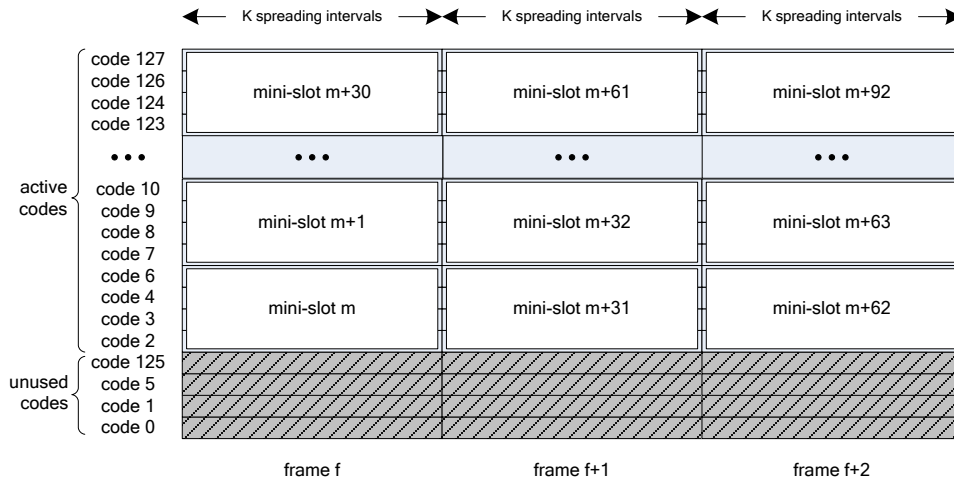 K spreading intervals K spreading intervals K spreading intervals
code 127
code 126
code 124
code 123
mini-slot m+30 mini-slot m+61 mini-slot m+92
••• ••• ••• •••
active
codes
code 10
code 9
code 8
code 7
mini-slot m+1 mini-slot m+32 mini-slot m+63
code 6
code 4
code 3
code 2
mini-slot m mini-slot m+31 mini-slot m+62
unused
codes
code 125
code 5
code 1
code 0
frame f frame f+1 frame f+2